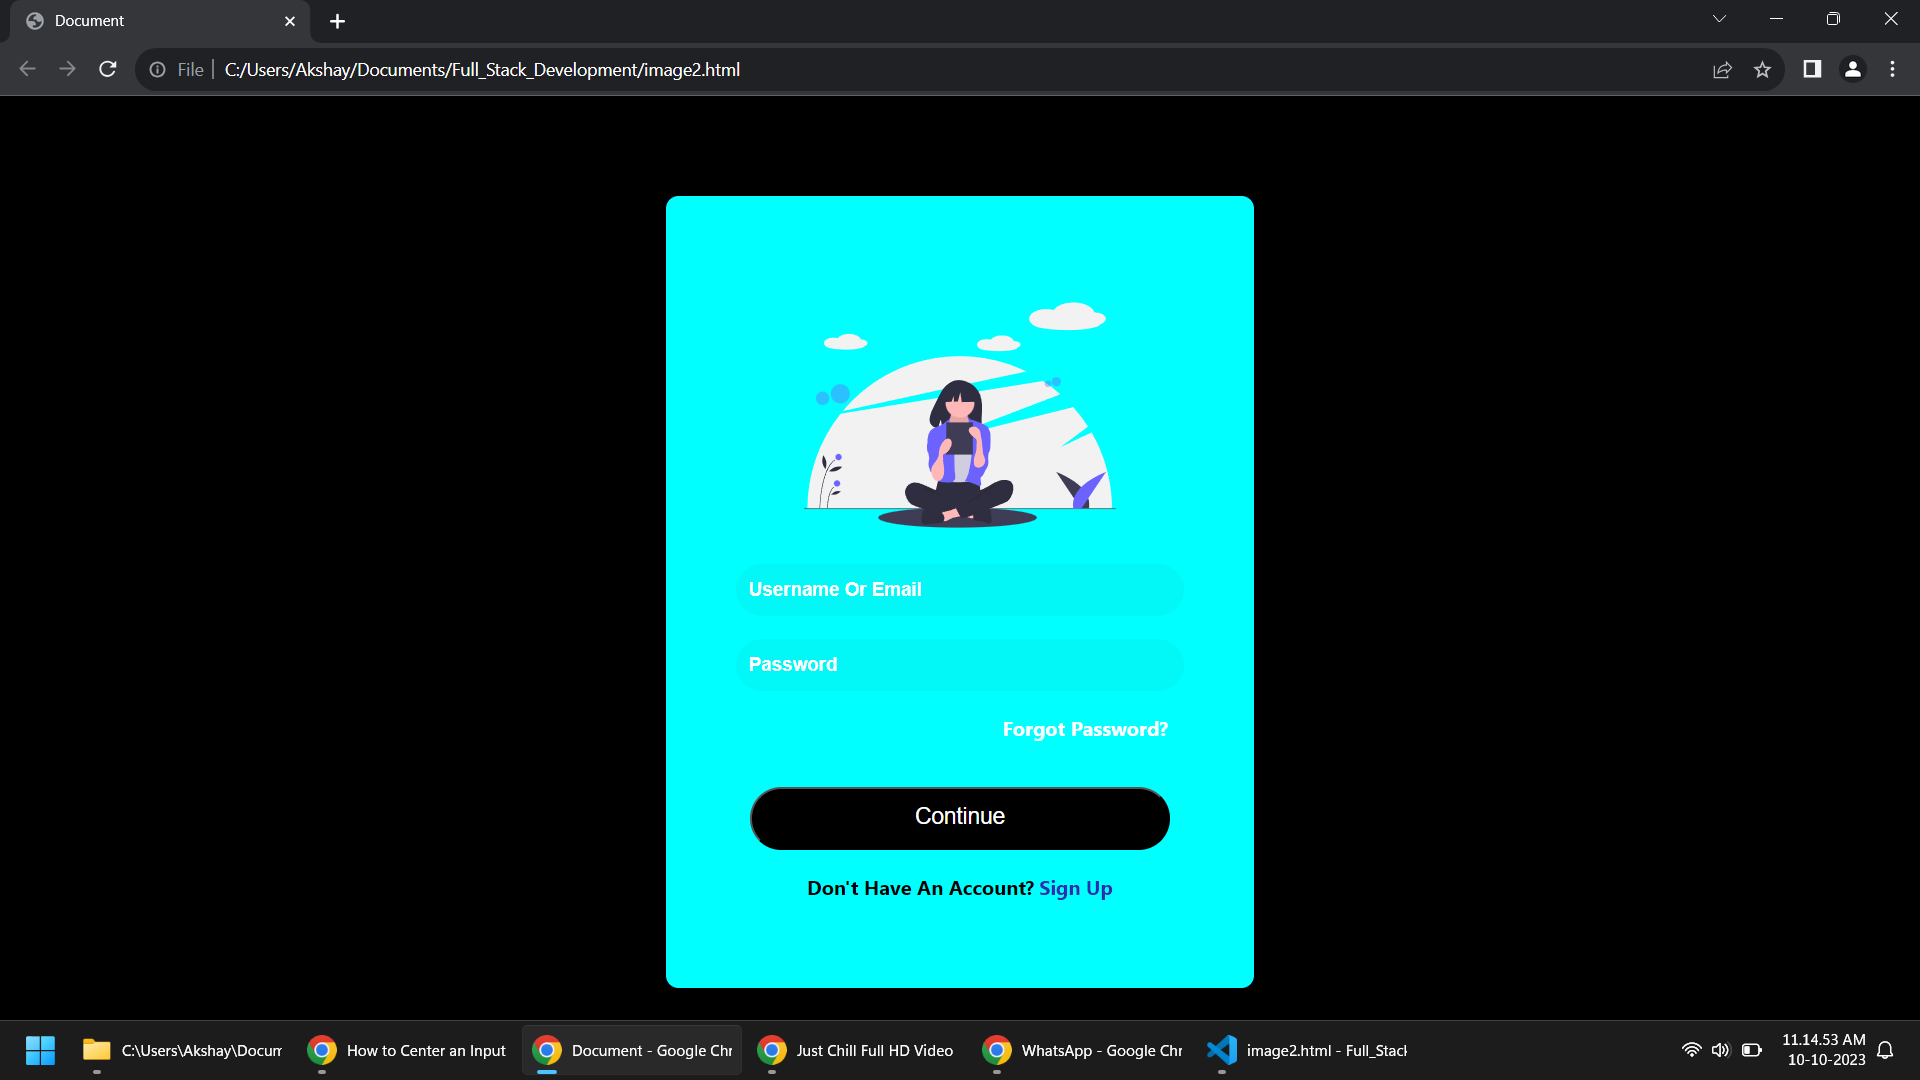 Document
File
C:/Users/Akshay/Documents/Full_Stack_Development/image2.html
Username Or Email
Password
Forgot Password?
Continue
Don't Have An Account? Sign Up
C:\Users\Akshay\Docum
How to Center an Input
Document - Google Chr
Just Chill Full HD Video
WhatsApp - Google Chr
image2.html - Full_Stack
11.14.53 AM
10-10-2023